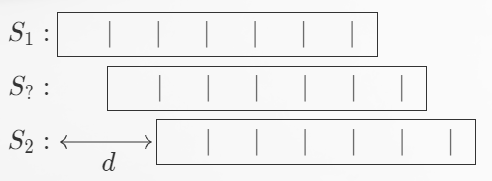 S₁ :
S? :
S₂ :
d